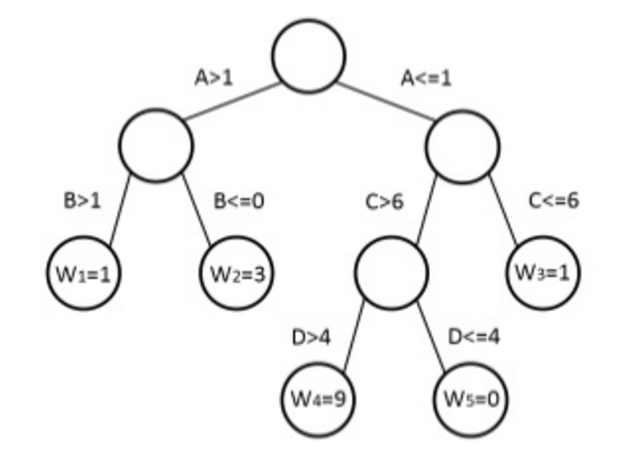 A>1
A<=1
B>1
B<=0
C>6
C<=6
W₁=1
W₂=3
W₃=1
D>4
D<=4
W₄=9
W₅=0